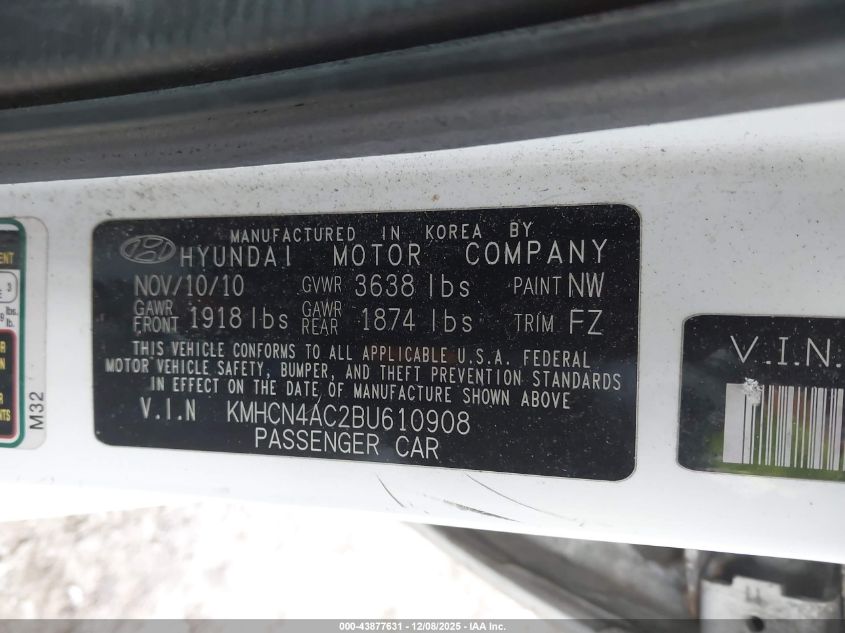 MANUFACTURED IN KOREA BY
HYUNDAI MOTOR COMPANY
NOV/10/10 GVWR 3638 lbs PAINT NW
GAWR FRONT 1918 lbs GAWR REAR 1874 lbs TRIM FZ
THIS VEHICLE CONFORMS TO ALL APPLICABLE U.S.A. FEDERAL
MOTOR VEHICLE SAFETY, BUMPER, AND THEFT PREVENTION STANDARDS
IN EFFECT ON THE DATE OF MANUFACTURE SHOWN ABOVE.
V.I.N KMHCN4AC2BU610908
PASSENGER CAR
M32
V.I.N.
000-43877631 - 12/08/2025 - IAA Inc.